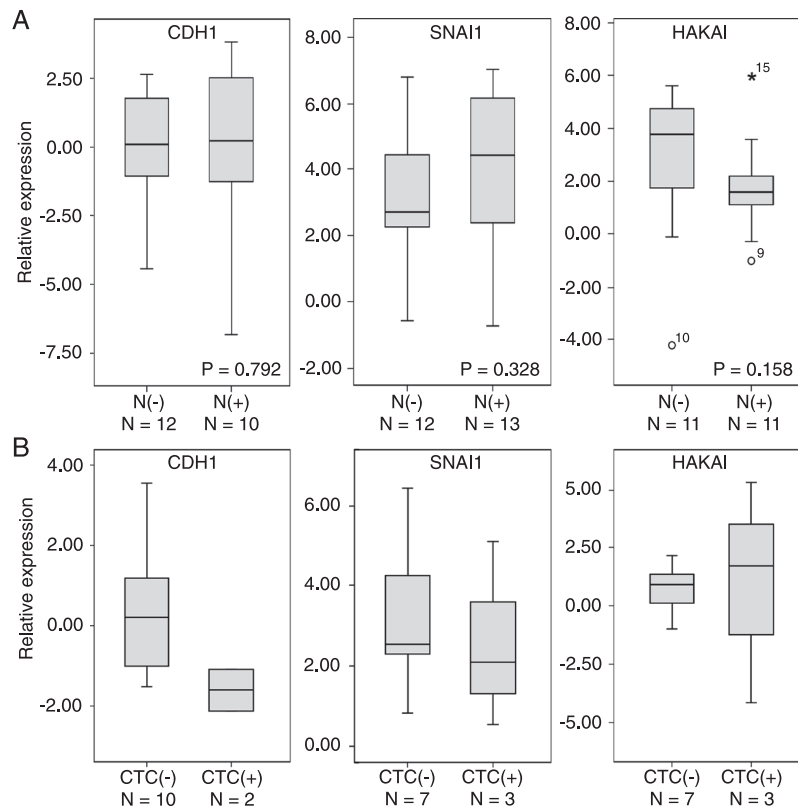 A
CDH1
SNAI1
HAKAI
Relative expression
2.50
0.00
-2.50
-5.00
-7.50
P = 0.792
N(-)
N = 12
N(+)
N = 10
8.00
6.00
4.00
2.00
0.00
-2.00
P = 0.328
N(-)
N = 12
N(+)
N = 13
8.00
6.00
4.00
2.00
0.00
-2.00
-4.00
*15
9
10
P = 0.158
N(-)
N = 11
N(+)
N = 11
B
CDH1
SNAI1
HAKAI
Relative expression
4.00
2.00
0.00
-2.00
CTC(-)
N = 10
CTC(+)
N = 2
6.00
4.00
2.00
0.00
CTC(-)
N = 7
CTC(+)
N = 3
5.00
2.50
0.00
-2.50
-5.00
CTC(-)
N = 7
CTC(+)
N = 3